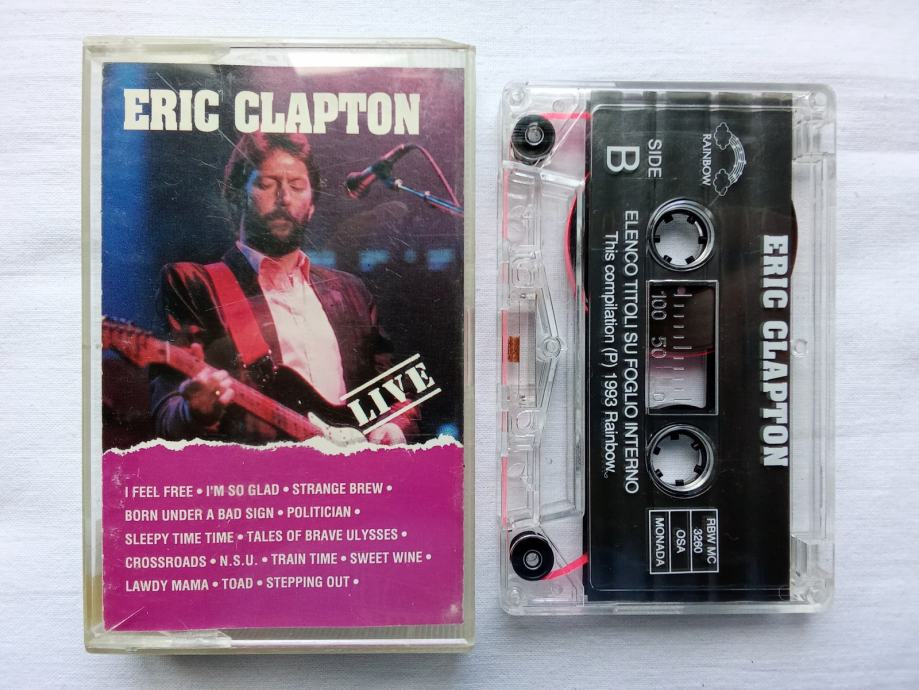 ERIC CLAPTON
LIVE
I FEEL FREE • I'M SO GLAD • STRANGE BREW •
BORN UNDER A BAD SIGN • POLITICIAN •
SLEEPY TIME TIME • TALES OF BRAVE ULYSSES •
CROSSROADS • N.S.U. • TRAIN TIME • SWEET WINE •
LAWDY MAMA • TOAD • STEPPING OUT •
RAINBOW
ERIC CLAPTON
SIDE
B
100 50 0
ELENCO TITOLI SU FOGLIO INTERNO
This compilation (P) 1993 Rainbow.
RBW MC
3260
OSA
MONADA